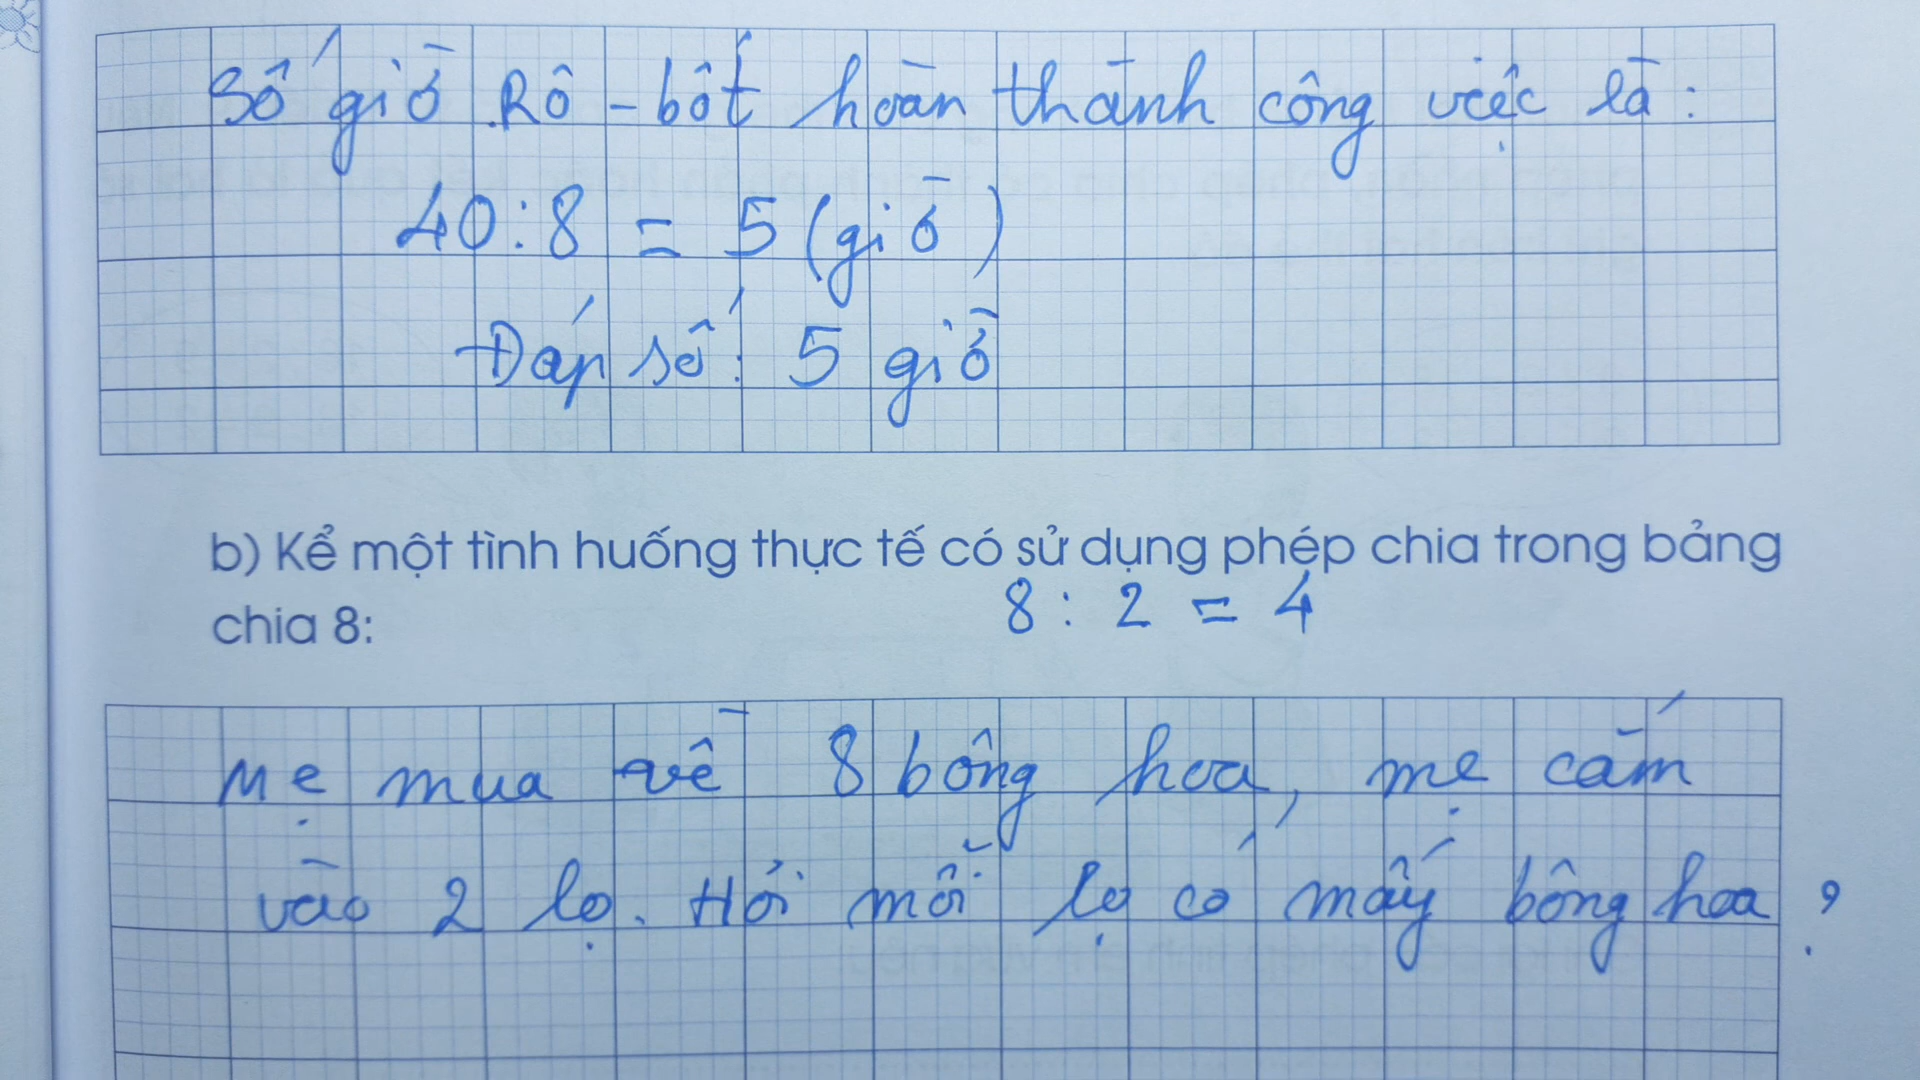 Số giờ Rô-bốt hoàn thành công việc là:
40:8 = 5 (giờ)
Đáp số: 5 giờ
b) Kể một tình huống thực tế có sử dụng phép chia trong bảng
chia 8:
8 : 2 = 4
Mẹ mua về 8 bông hoa, mẹ cắm
vào 2 lọ. Hỏi mỗi lọ có mấy bông hoa?